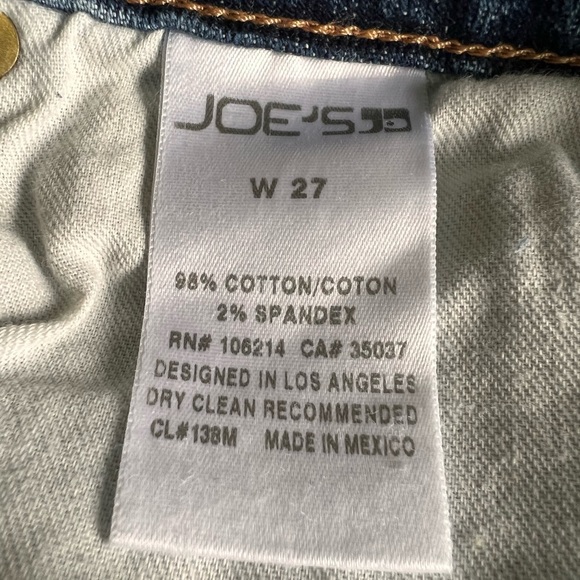 JOE'S
W 27
98% COTTON/COTON
2% SPANDEX
RN# 106214 CA# 35037
DESIGNED IN LOS ANGELES
DRY CLEAN RECOMMENDED
CL#138M MADE IN MEXICO